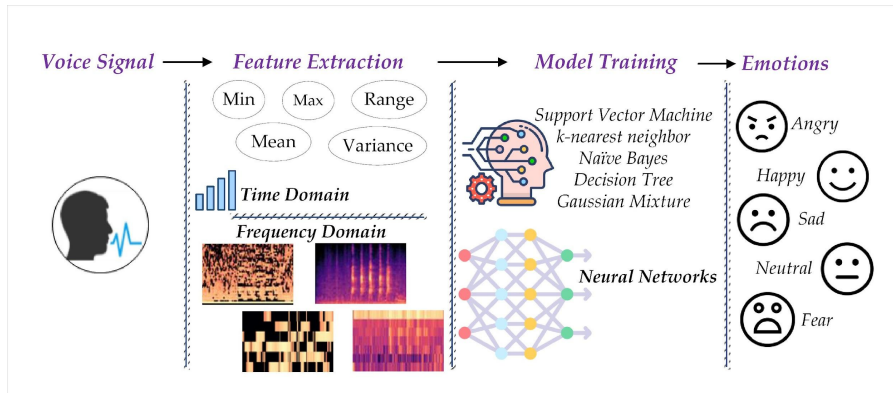 Voice Signal
Feature Extraction
Model Training
Emotions
Min
Max
Range
Mean
Variance
Time Domain
Frequency Domain
Support Vector Machine
k-nearest neighbor
Naïve Bayes
Decision Tree
Gaussian Mixture
Neural Networks
Angry
Happy
Sad
Neutral
Fear